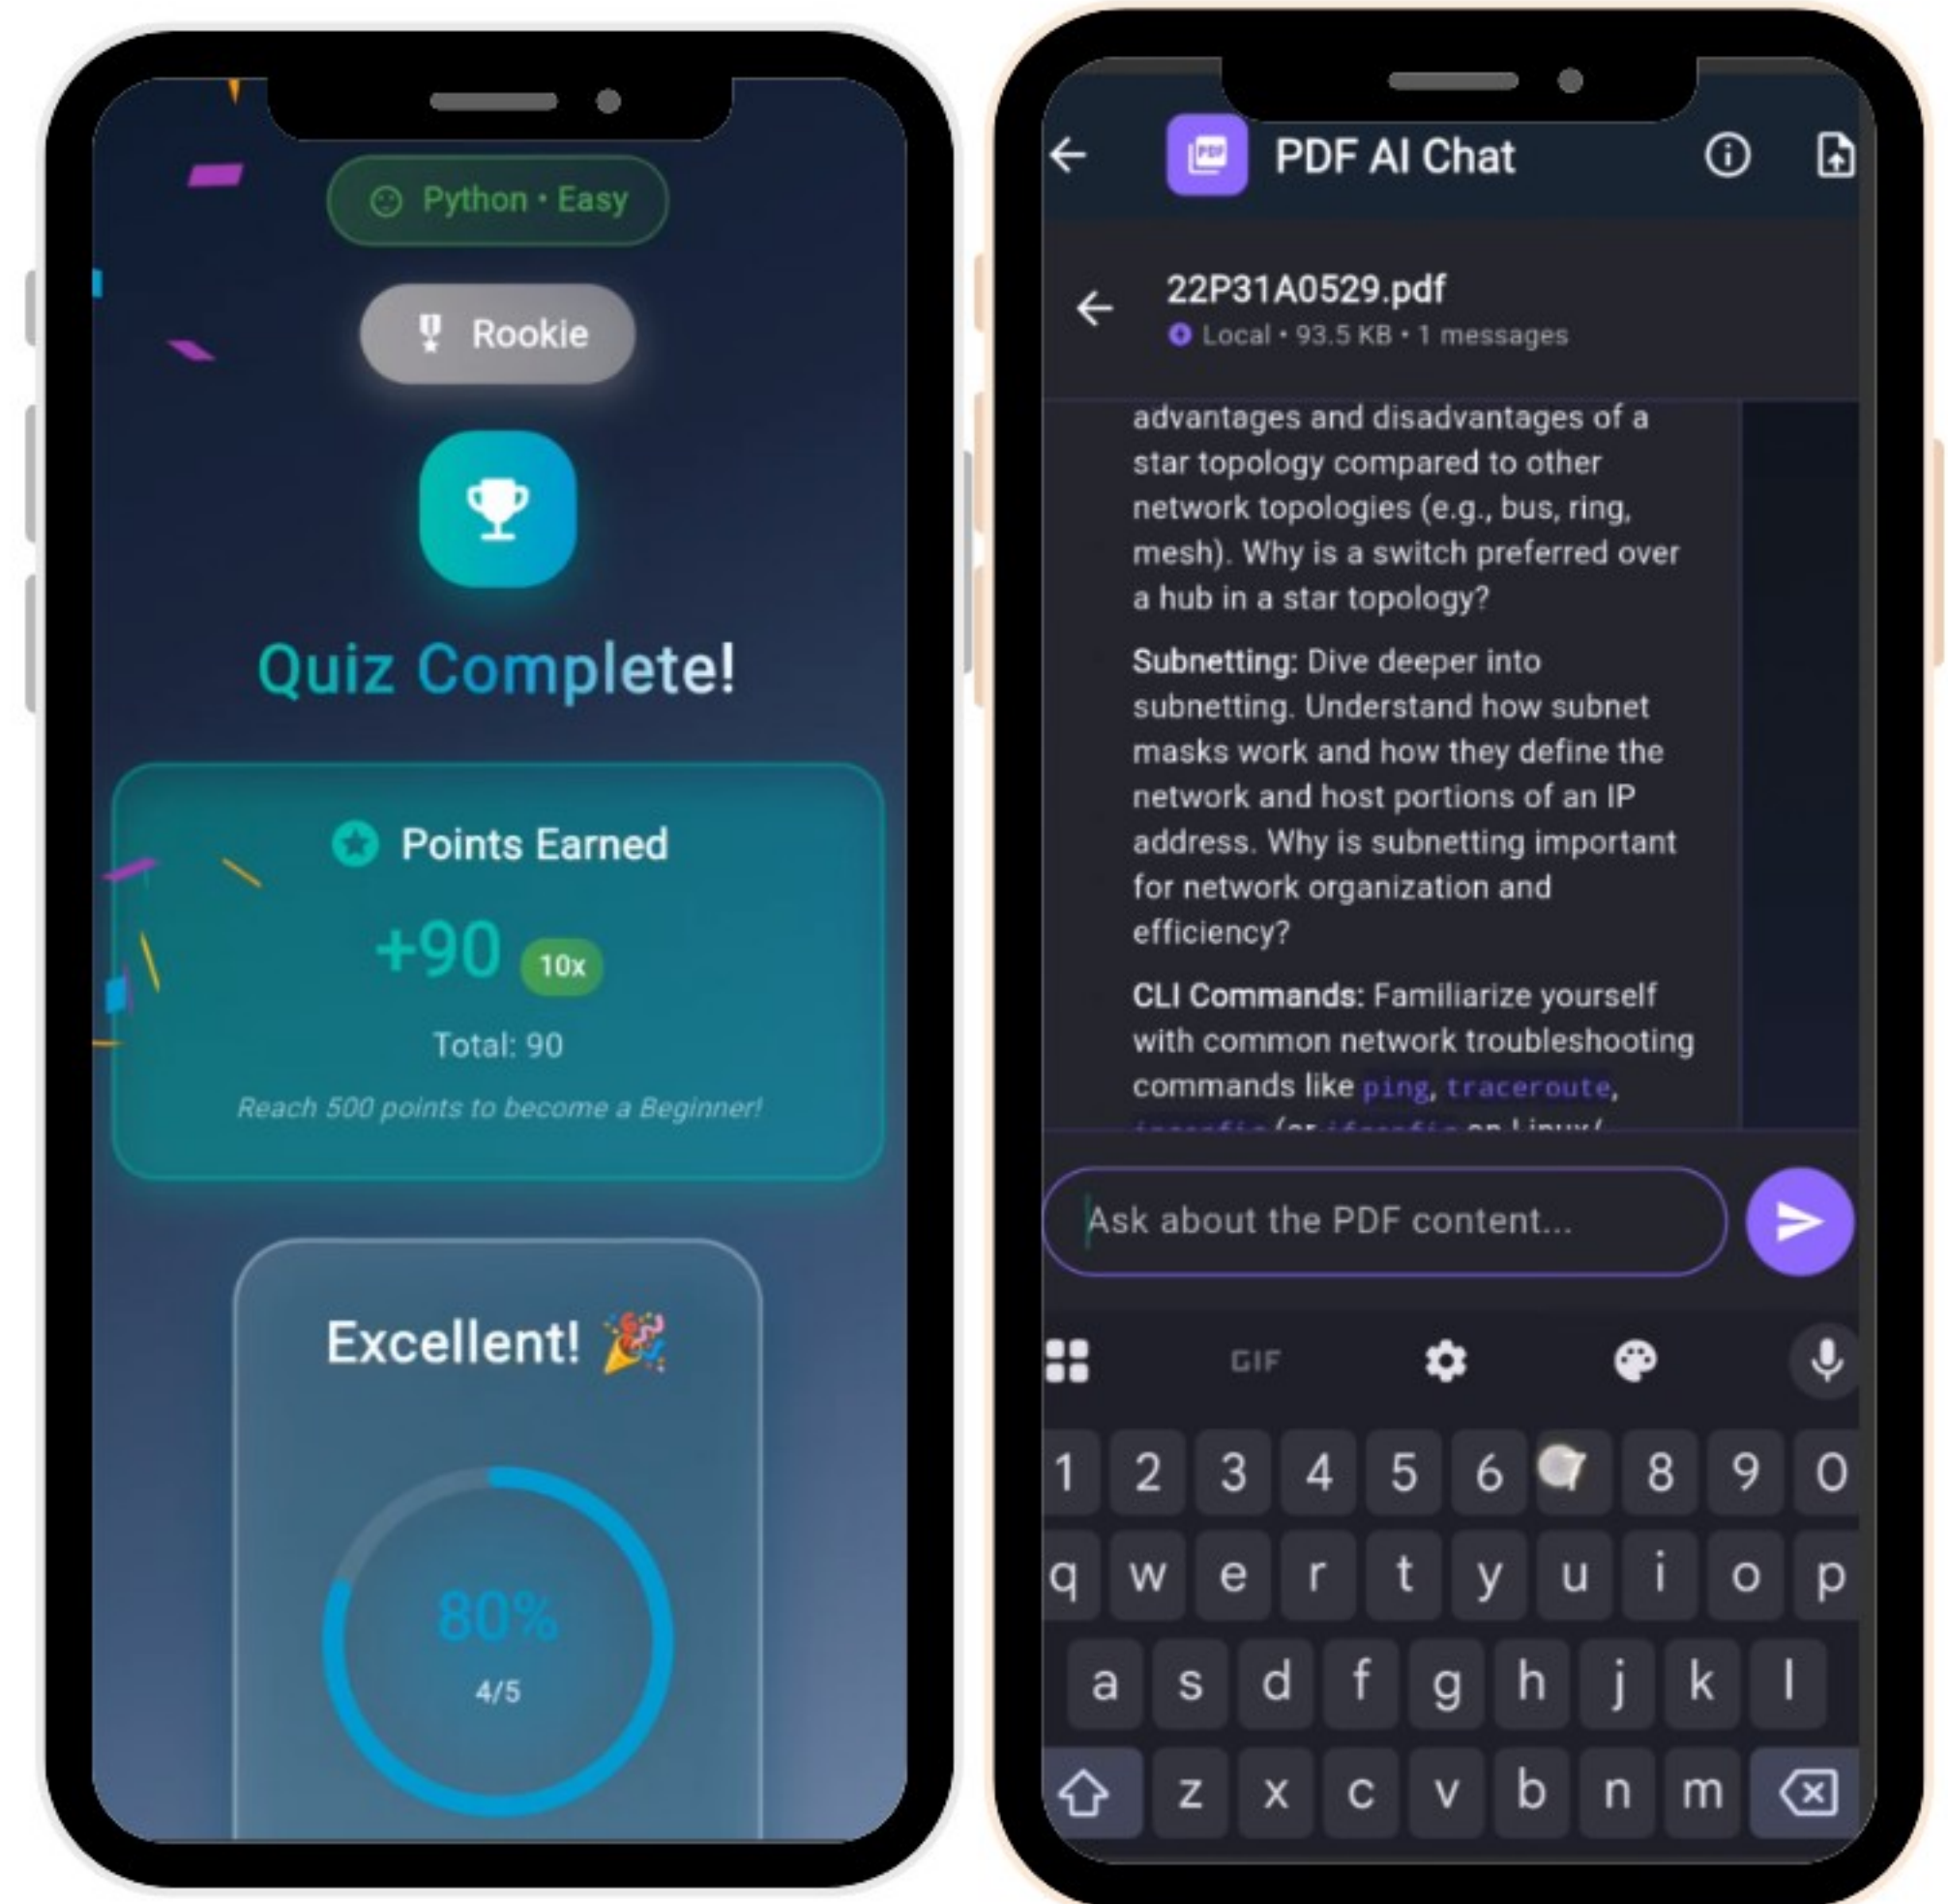 Python • Easy
Rookie
Quiz Complete!
Points Earned
+90 10x
Total: 90
Reach 500 points to become a Beginner!
Excellent! 🎉
80%
4/5
PDF
PDF AI Chat
22P31A0529.pdf
Local • 93.5 KB • 1 messages
advantages and disadvantages of a
star topology compared to other
network topologies (e.g., bus, ring,
mesh). Why is a switch preferred over
a hub in a star topology?
Subnetting: Dive deeper into
subnetting. Understand how subnet
masks work and how they define the
network and host portions of an IP
address. Why is subnetting important
for network organization and
efficiency?
CLI Commands: Familiarize yourself
with common network troubleshooting
commands like ping, traceroute,
(or ifconfig on Linux/
Ask about the PDF content...
GIF
1 2 3 4 5 6 7 8 9 0
q w e r t y u i o p
a s d f g h j k l
z x c v b n m